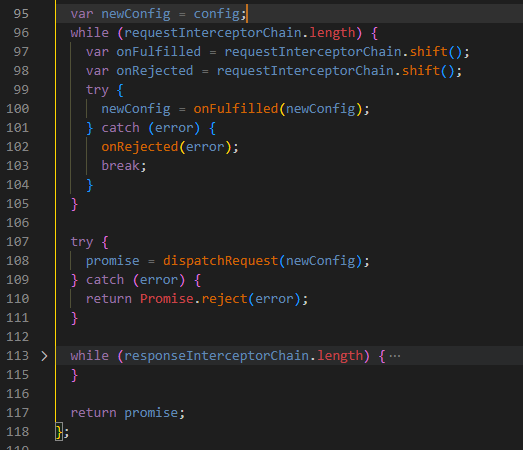 95 var newConfig = config;
96 while (requestInterceptorChain.length) {
97 var onFulfilled = requestInterceptorChain.shift();
98 var onRejected = requestInterceptorChain.shift();
99 try {
100 newConfig = onFulfilled(newConfig);
101 } catch (error) {
102 onRejected(error);
103 break;
104 }
105 }
106
107 try {
108 promise = dispatchRequest(newConfig);
109 } catch (error) {
110 return Promise.reject(error);
111 }
112
113 while (responseInterceptorChain.length) {⋯
115 }
116
117 return promise;
118 };